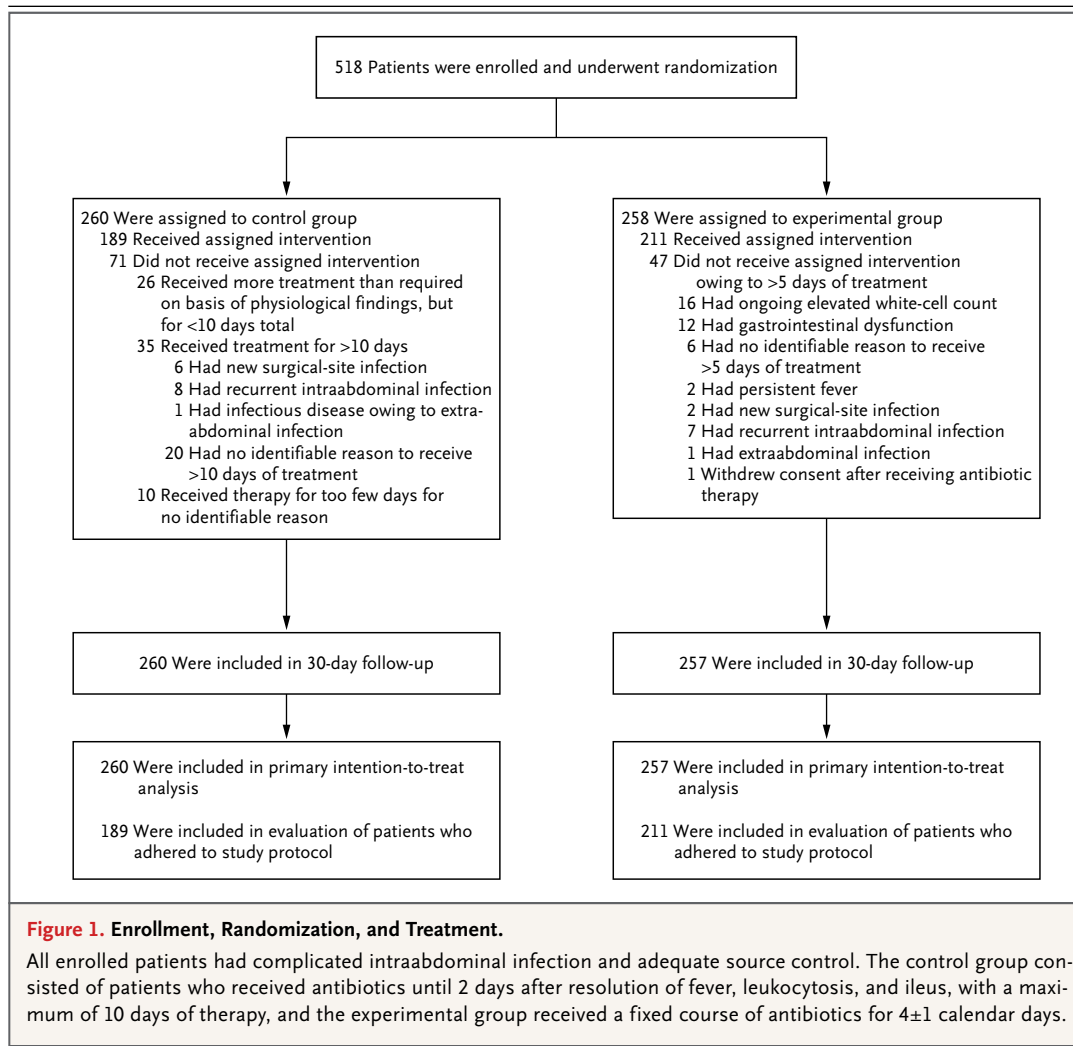 518 Patients were enrolled and underwent randomization
260 Were assigned to control group
189 Received assigned intervention
71 Did not receive assigned intervention
26 Received more treatment than required
on basis of physiological findings, but
for <10 days total
35 Received treatment for >10 days
6 Had new surgical-site infection
8 Had recurrent intraabdominal infection
1 Had infectious disease owing to extra-
abdominal infection
20 Had no identifiable reason to receive
>10 days of treatment
10 Received therapy for too few days for
no identifiable reason
258 Were assigned to experimental group
211 Received assigned intervention
47 Did not receive assigned intervention
owing to >5 days of treatment
16 Had ongoing elevated white-cell count
12 Had gastrointestinal dysfunction
6 Had no identifiable reason to receive
>5 days of treatment
2 Had persistent fever
2 Had new surgical-site infection
7 Had recurrent intraabdominal infection
1 Had extraabdominal infection
1 Withdrew consent after receiving antibiotic
therapy
260 Were included in 30-day follow-up
257 Were included in 30-day follow-up
260 Were included in primary intention-to-treat
analysis
189 Were included in evaluation of patients who
adhered to study protocol
257 Were included in primary intention-to-treat
analysis
211 Were included in evaluation of patients who
adhered to study protocol
Figure 1. Enrollment, Randomization, and Treatment.
All enrolled patients had complicated intraabdominal infection and adequate source control. The control group con-
sisted of patients who received antibiotics until 2 days after resolution of fever, leukocytosis, and ileus, with a maxi-
mum of 10 days of therapy, and the experimental group received a fixed course of antibiotics for 4±1 calendar days.